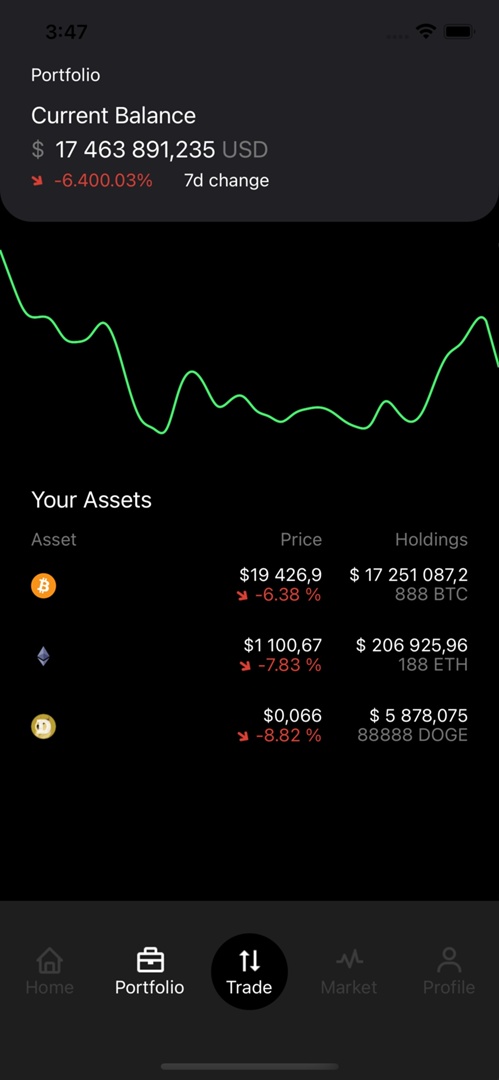 3:47
Portfolio
Current Balance
$ 17 463 891,235 USD
-6.400.03% 7d change
Your Assets
Asset Price Holdings
$19 426,9 $ 17 251 087,2
-6.38 % 888 BTC
$1 100,67 $ 206 925,96
-7.83 % 188 ETH
$0,066 $ 5 878,075
-8.82 % 88888 DOGE
Home Portfolio Trade Market Profile